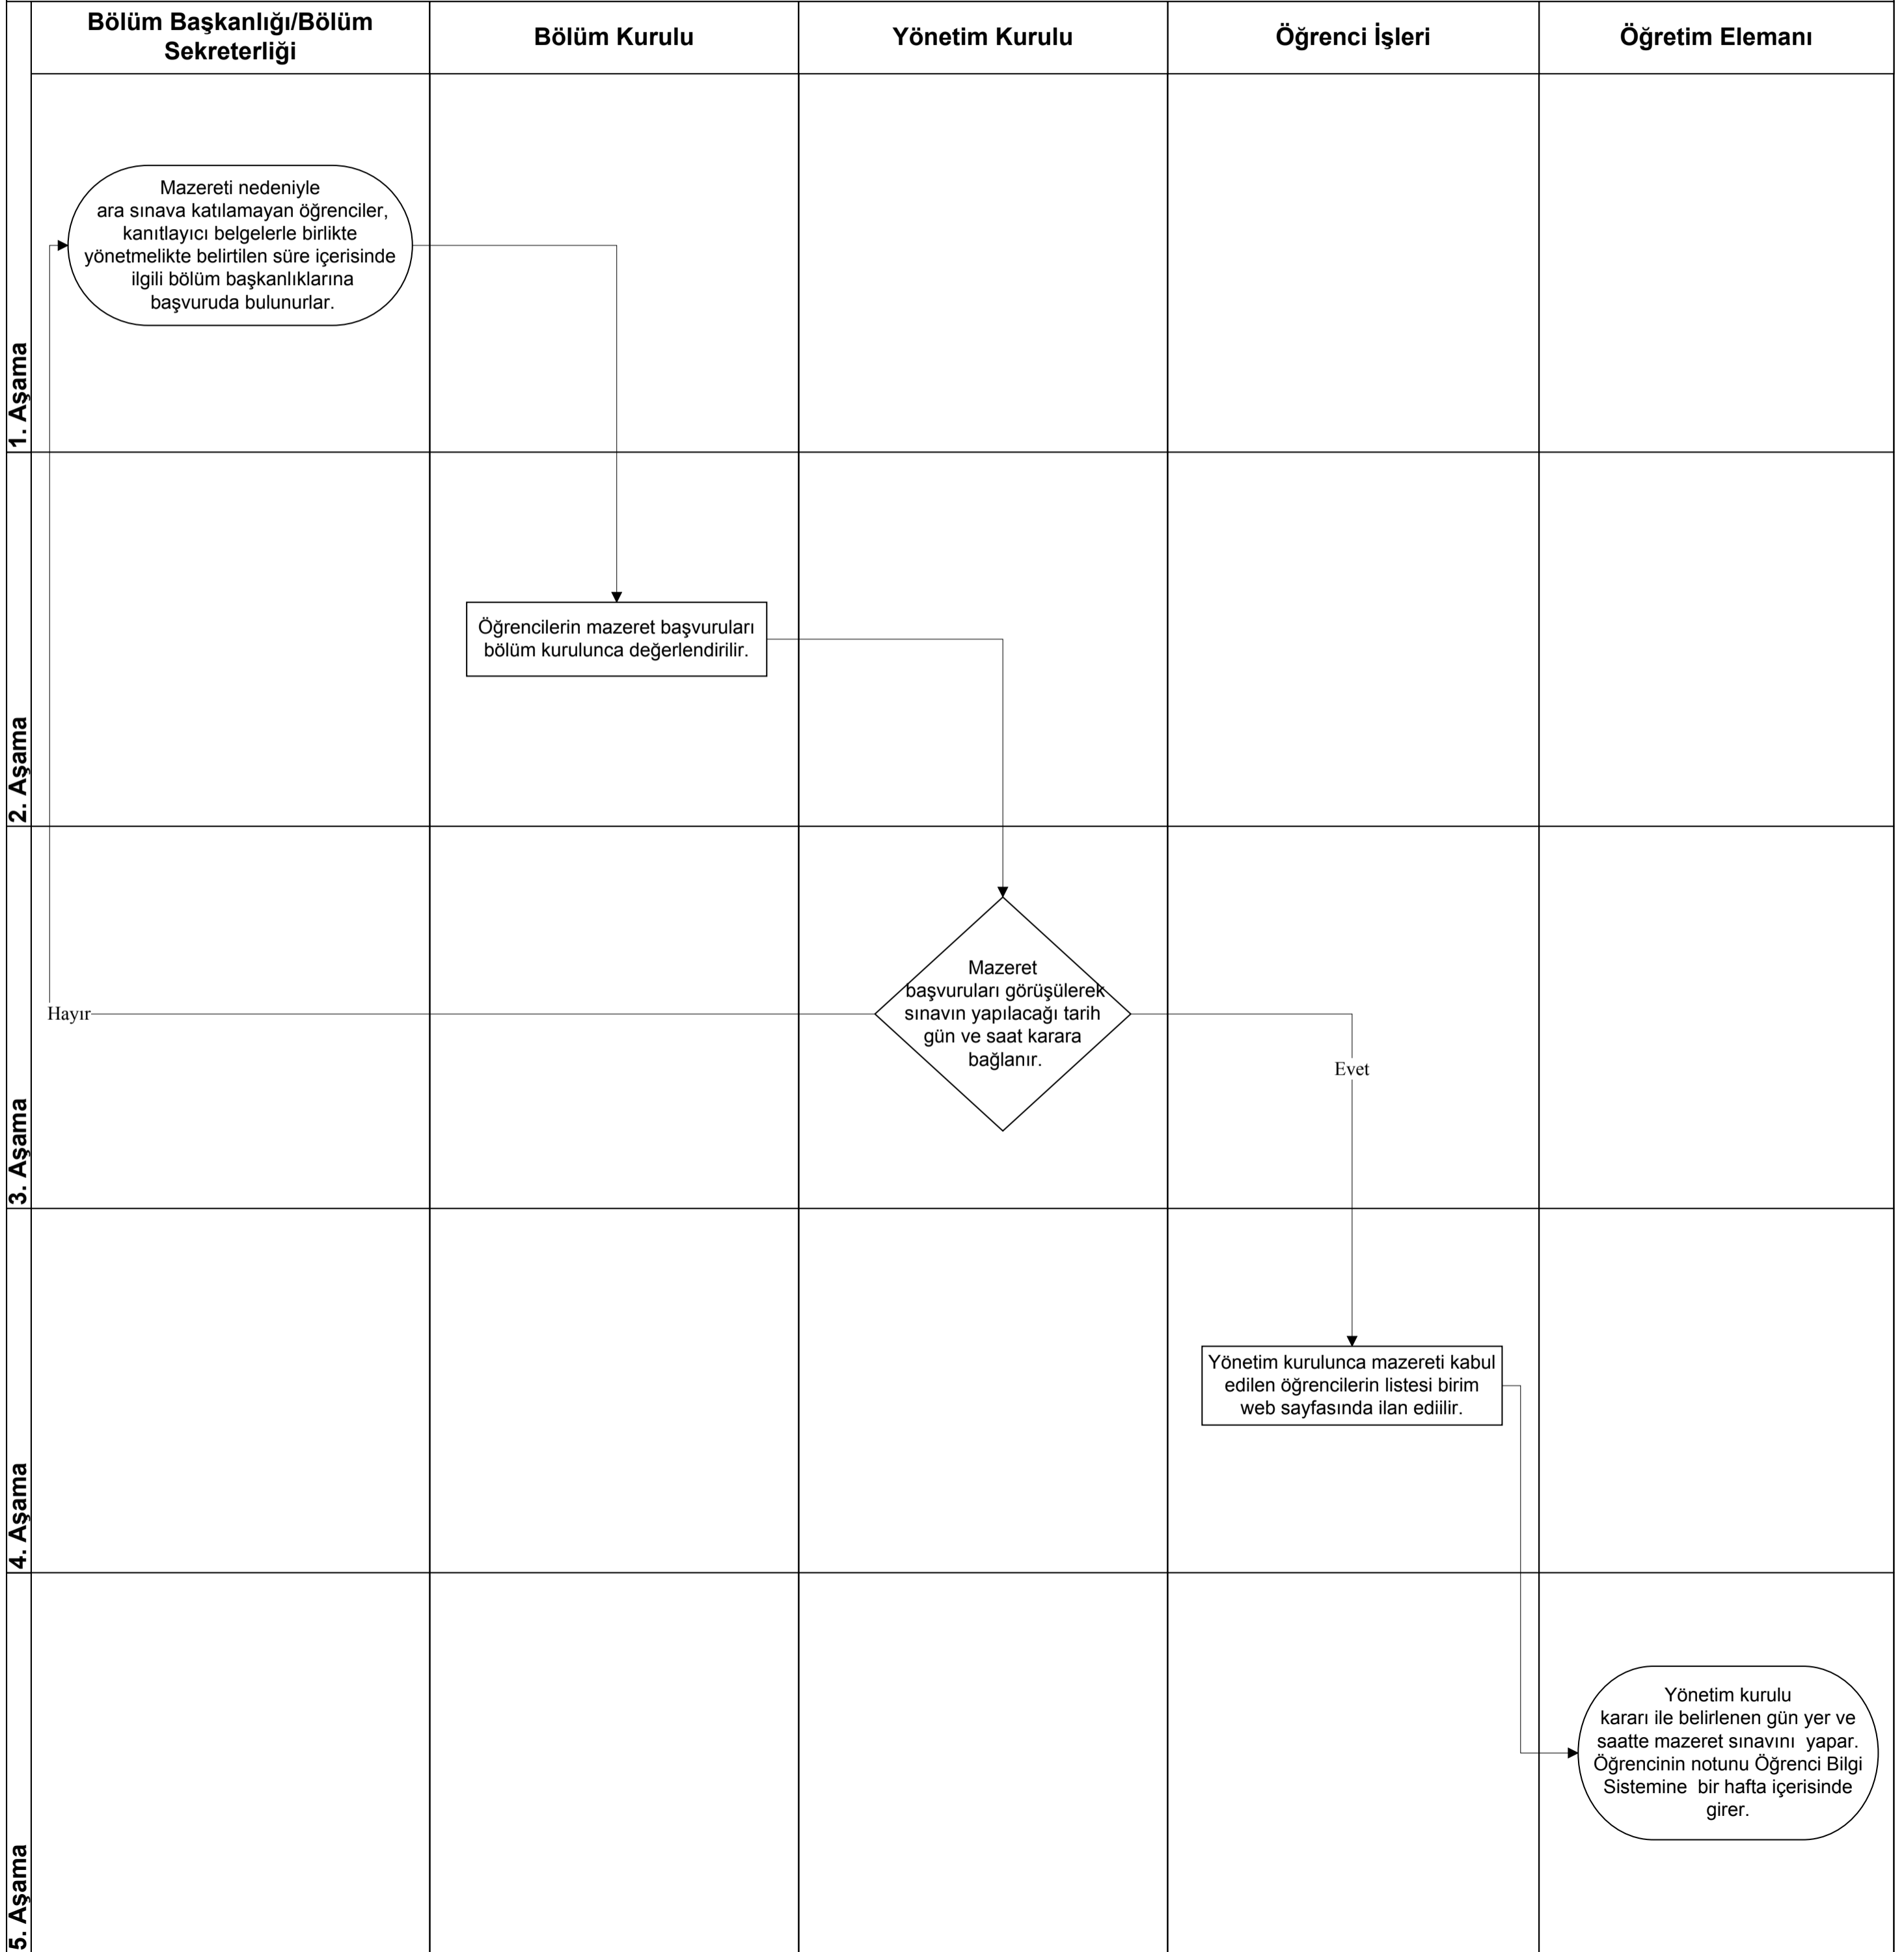 Bölüm Başkanlığı/Bölüm
Sekreterliği
Bölüm Kurulu
Yönetim Kurulu
Öğrenci İşleri
Öğretim Elemanı
1. Aşama
Mazereti nedeniyle
ara sınava katılamayan öğrenciler,
kanıtlayıcı belgelerle birlikte
yönetmelikte belirtilen süre içerisinde
ilgili bölüm başkanlıklarına
başvuruda bulunurlar.
2. Aşama
Öğrencilerin mazeret başvuruları
bölüm kurulunca değerlendirilir.
3. Aşama
Hayır
Mazeret
başvuruları görüşülerek
sınavın yapılacağı tarih
gün ve saat karara
bağlanır.
Evet
4. Aşama
Yönetim kurulunca mazereti kabul
edilen öğrencilerin listesi birim
web sayfasında ilan ediilir.
5. Aşama
Yönetim kurulu
kararı ile belirlenen gün yer ve
saatte mazeret sınavını  yapar.
Öğrencinin notunu Öğrenci Bilgi
Sistemine  bir hafta içerisinde
girer.